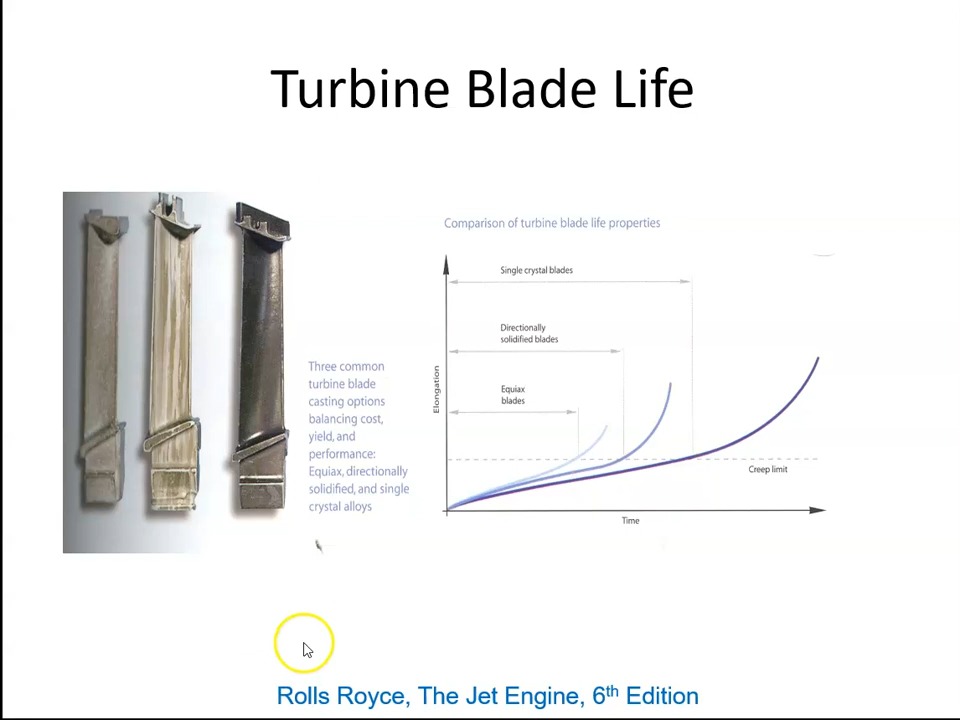 Turbine Blade Life
Comparison of turbine blade life properties
Single crystal blades
Directionally
solidified blades
Equiax
blades
Elongation
Creep limit
Time
Three common
turbine blade
casting options
balancing cost,
yield, and
performance:
Equiax, directionally
solidified, and single
crystal alloys
Rolls Royce, The Jet Engine, 6th Edition